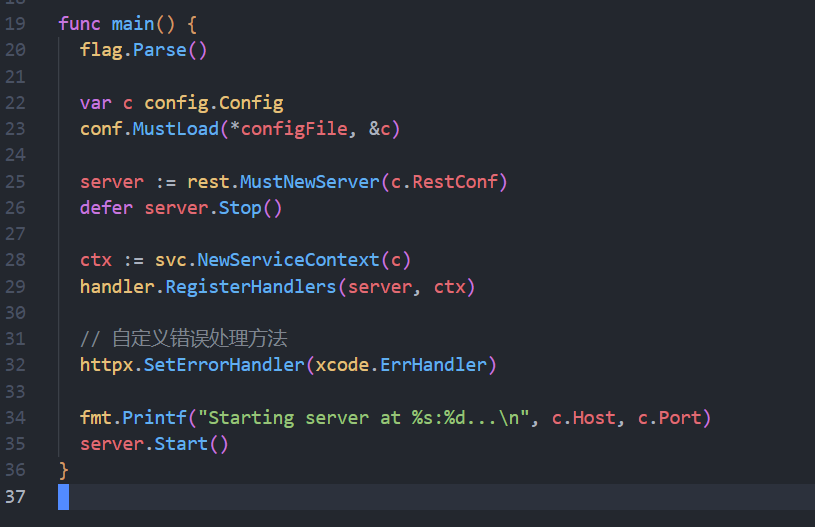 19 func main() {
20   flag.Parse()
21
22   var c config.Config
23   conf.MustLoad(*configFile, &c)
24
25   server := rest.MustNewServer(c.RestConf)
26   defer server.Stop()
27
28   ctx := svc.NewServiceContext(c)
29   handler.RegisterHandlers(server, ctx)
30
31   // 自定义错误处理方法
32   httpx.SetErrorHandler(xcode.ErrHandler)
33
34   fmt.Printf("Starting server at %s:%d...\n", c.Host, c.Port)
35   server.Start()
36 }
37